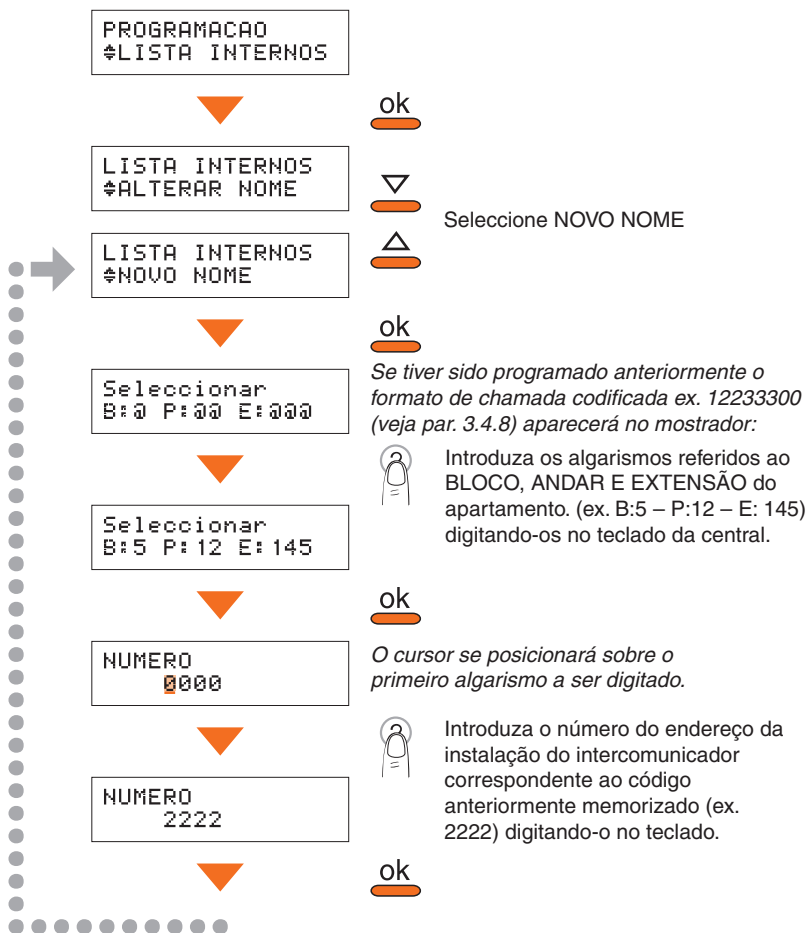 PROGRAMACAO
LISTA INTERNOS
ok
LISTA INTERNOS
ALTERAR NOME
Seleccione NOVO NOME
LISTA INTERNOS
NOVO NOME
ok
Seleccionar
B:0 P:00 E:000
Se tiver sido programado anteriormente o
formato de chamada codificada ex. 12233300
(veja par. 3.4.8) aparecerá no mostrador:
Introduza os algarismos referidos ao
BLOCO, ANDAR E EXTENSÃO do
apartamento. (ex. B:5 – P:12 – E: 145)
digitando-os no teclado da central.
Seleccionar
B:5 P:12 E:145
ok
NUMERO
0000
O cursor se posicionará sobre o
primeiro algarismo a ser digitado.
Introduza o número do endereço da
instalação do intercomunicador
correspondente ao código
anteriormente memorizado (ex.
2222) digitando-o no teclado.
NUMERO
2222
ok